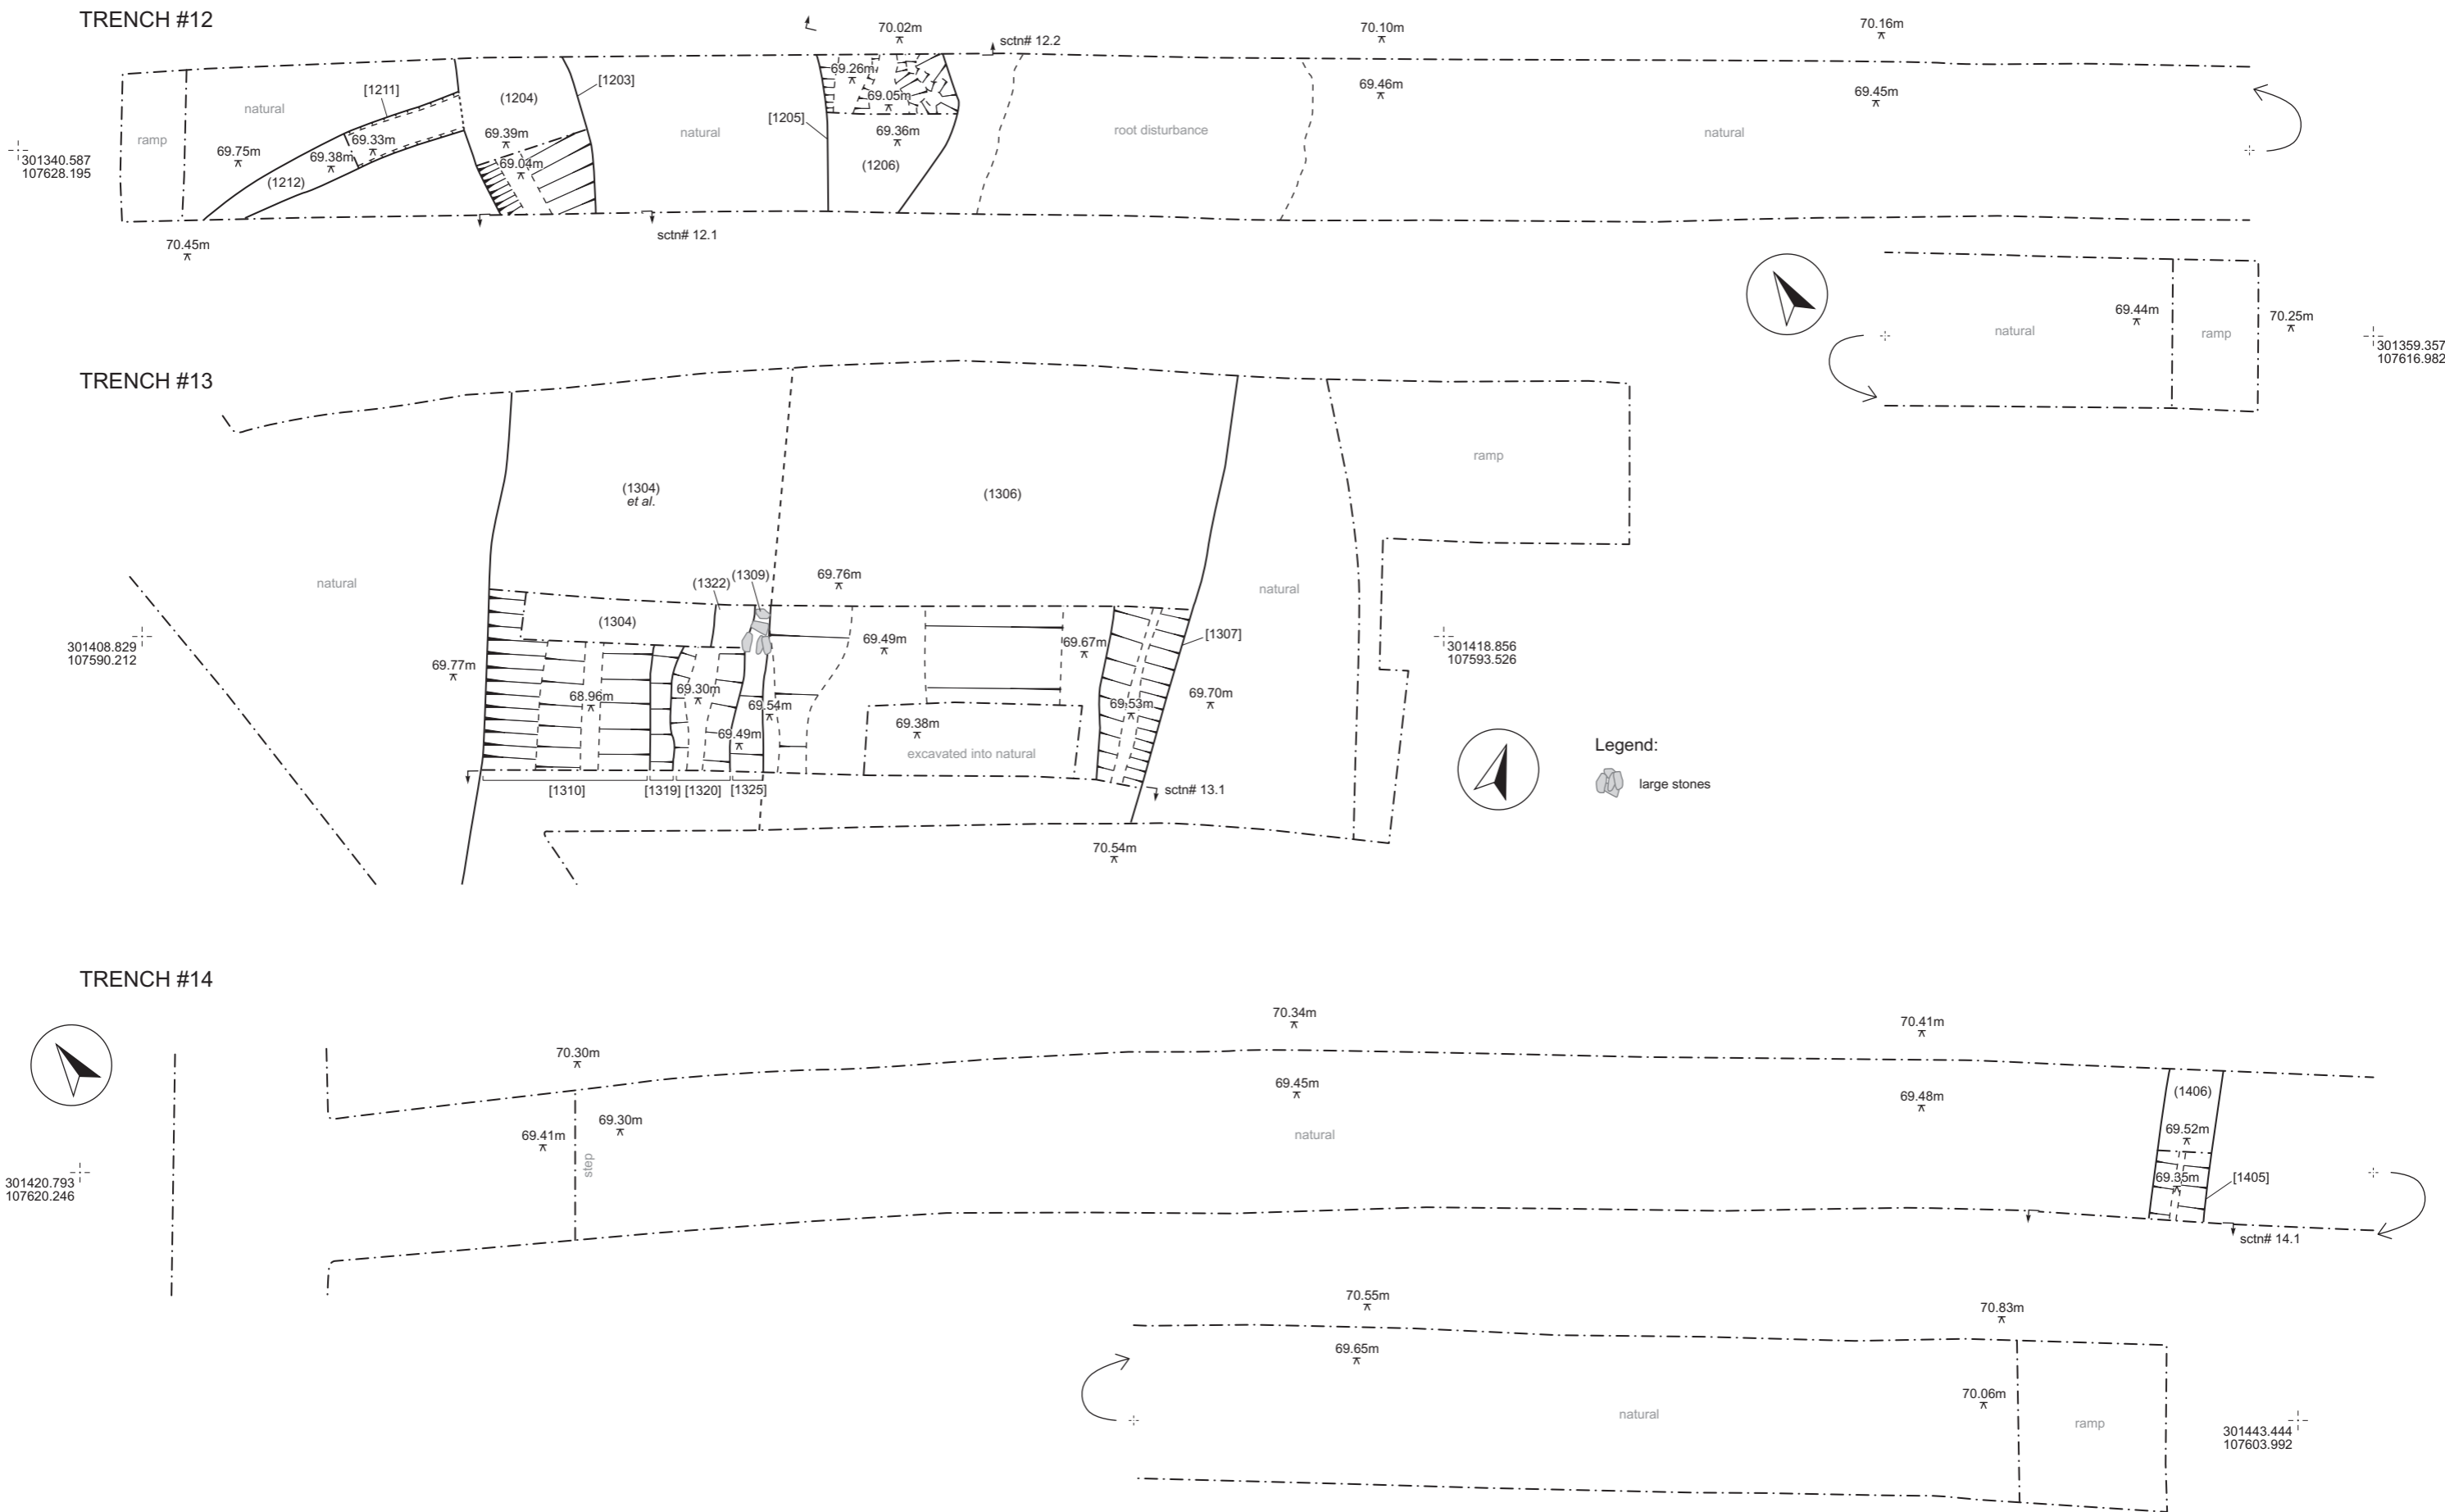 TRENCH #12
70.02m
sctn# 12.2
70.10m
70.16m
natural
[1211]
(1204)
[1203]
69.26m
69.05m
69.46m
69.45m
ramp
69.75m
69.38m
69.33m
(1212)
69.39m
69.04m
natural
[1205]
69.36m
(1206)
root disturbance
natural
301340.587
107628.195
70.45m
sctn# 12.1
natural
69.44m
ramp
70.25m
301359.357
107616.982
TRENCH #13
ramp
(1304)
et al.
(1306)
natural
(1322)
(1309)
69.76m
natural
(1304)
69.49m
69.67m
[1307]
301408.829
107590.212
301418.856
107593.526
69.77m
68.96m
69.30m
69.54m
69.49m
69.38m
excavated into natural
69.53m
69.70m
[1310]
[1319]
[1320]
[1325]
sctn# 13.1
70.54m
Legend:
large stones
TRENCH #14
70.30m
70.34m
70.41m
69.41m
69.30m
step
69.45m
natural
69.48m
(1406)
69.52m
69.35m
[1405]
sctn# 14.1
301420.793
107620.246
70.55m
70.83m
69.65m
natural
70.06m
ramp
301443.444
107603.992